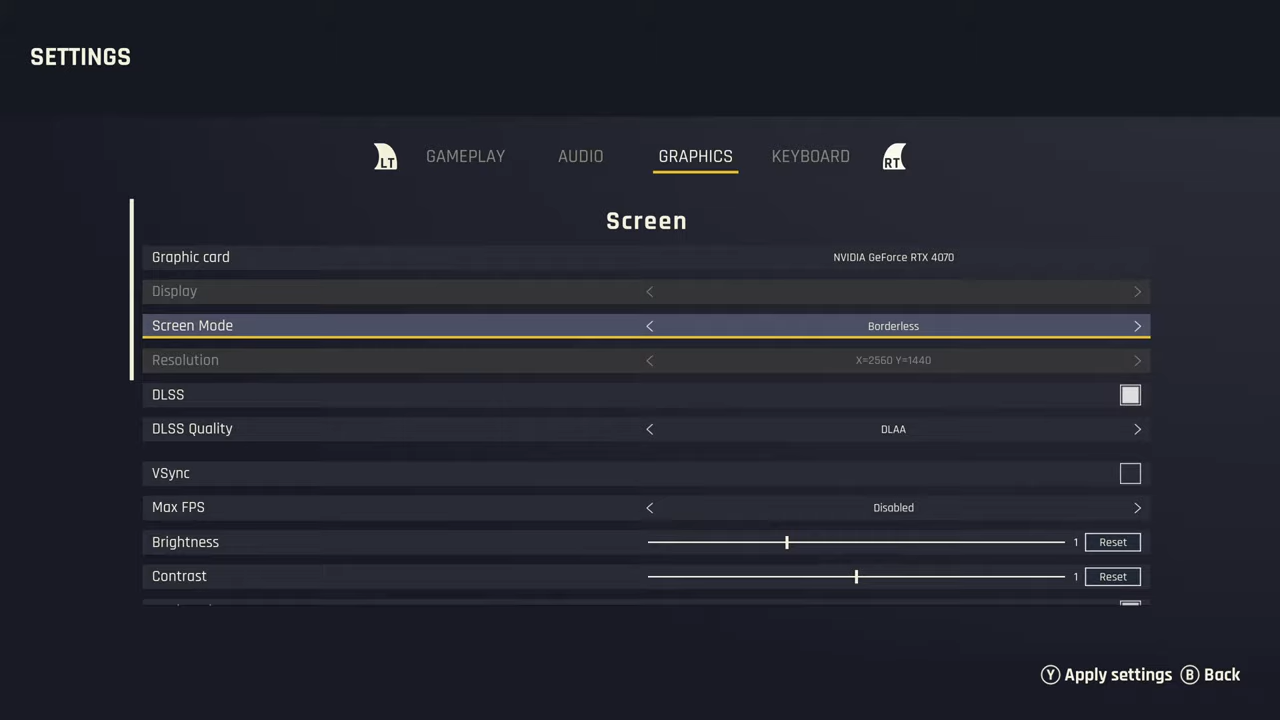 SETTINGS
LT GAMEPLAY AUDIO GRAPHICS KEYBOARD RT
Screen
Graphic card NVIDIA GeForce RTX 4070
Display
Screen Mode Borderless
Resolution X=2560 Y=1440
DLSS
DLSS Quality DLAA
VSync
Max FPS Disabled
Brightness 1 Reset
Contrast 1 Reset
Y Apply settings B Back